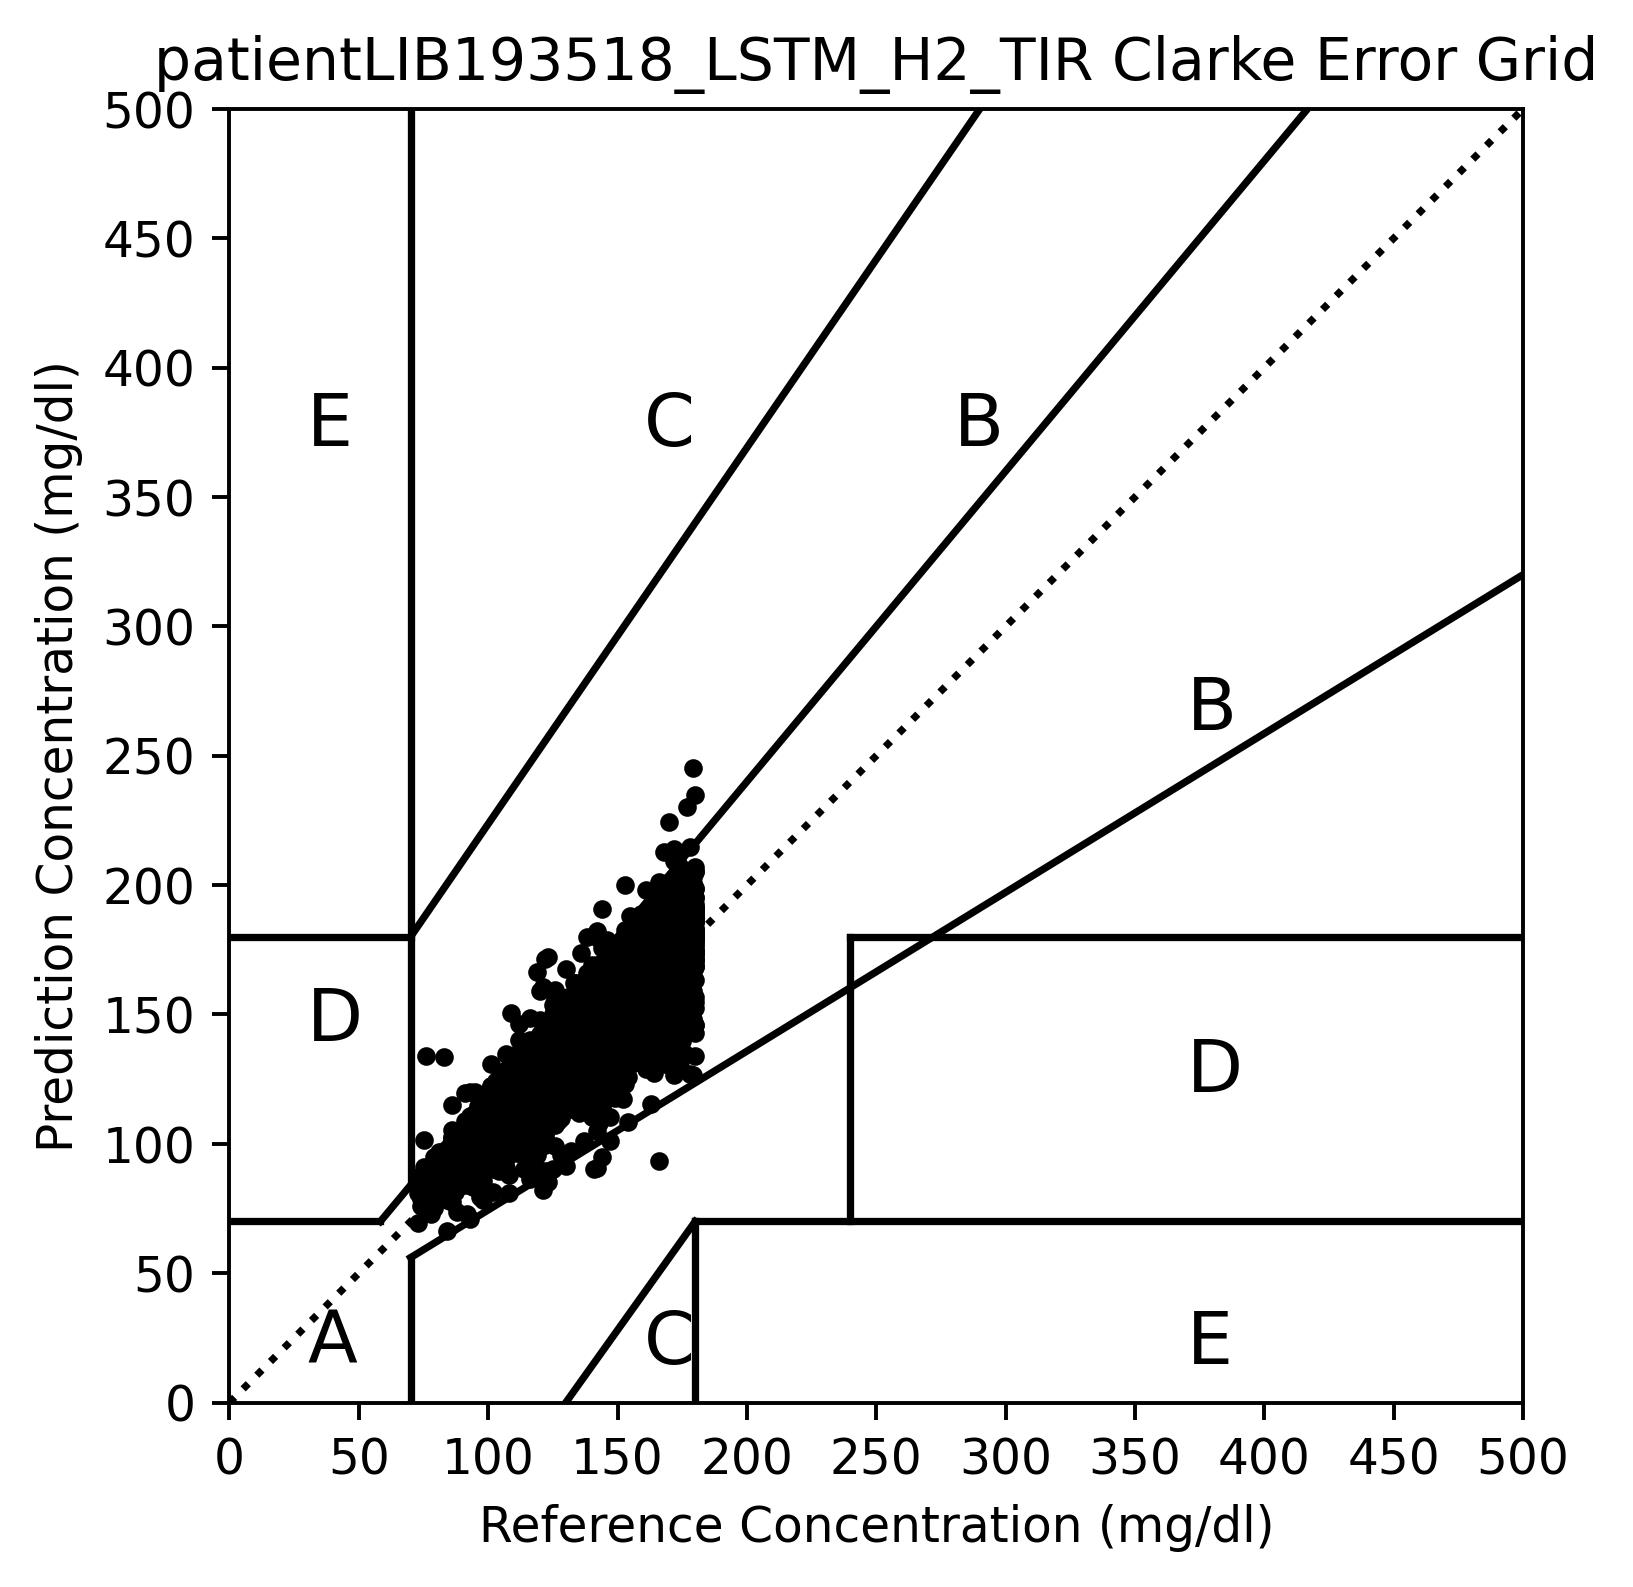 patientLIB193518_LSTM_H2_TIR Clarke Error Grid
500
450
400
350
300
250
200
150
100
50
0
Prediction Concentration (mg/dl)
E
C
B
B
D
D
A
C
E
0 50 100 150 200 250 300 350 400 450 500
Reference Concentration (mg/dl)